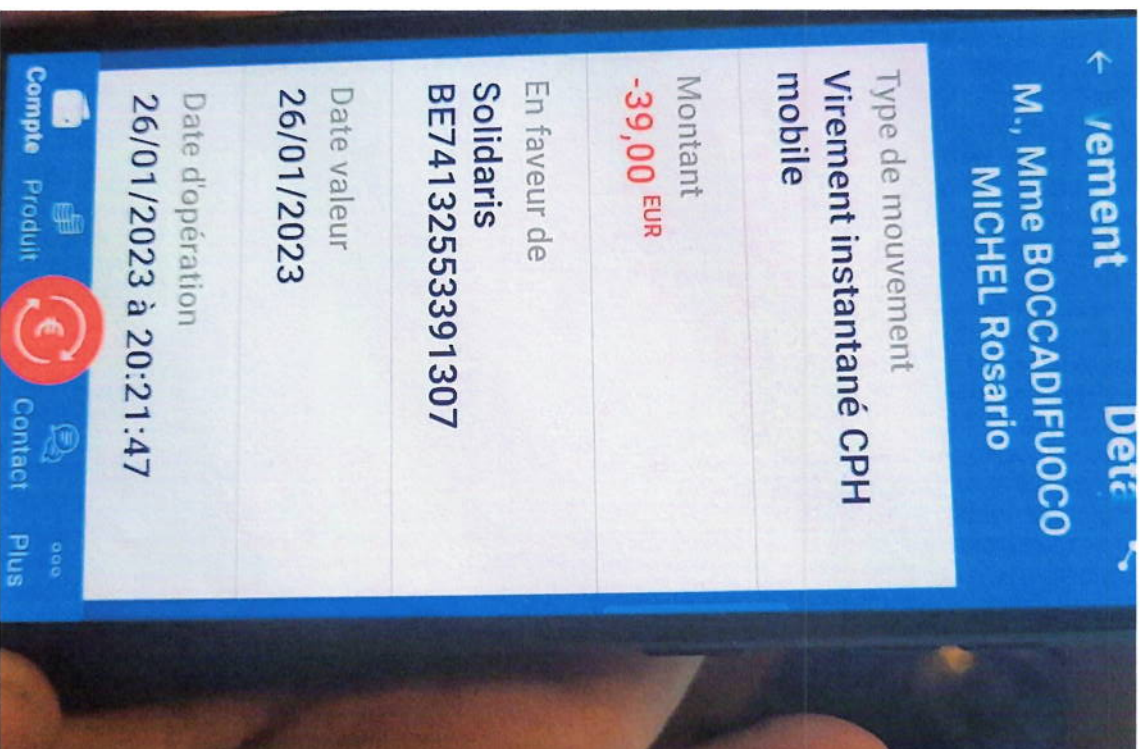 ← vement Déta
M., Mme BOCCADIFUOCO
MICHEL Rosario
Type de mouvement
Virement instantané CPH
mobile
Montant
-39,00 EUR
En faveur de
Solidaris
BE74132553391307
Date valeur
26/01/2023
Date d'opération
26/01/2023 à 20:21:47
Compte Produit € Contact Plus